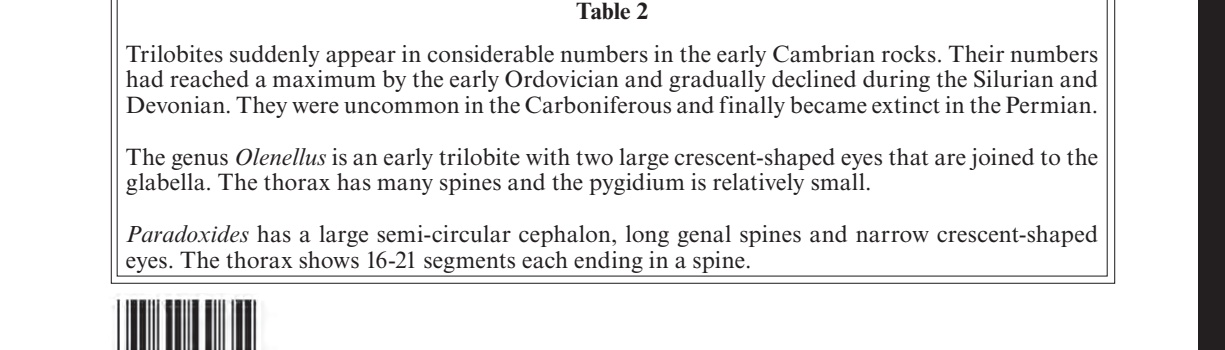 Table 2
Trilobites suddenly appear in considerable numbers in the early Cambrian rocks. Their numbers
had reached a maximum by the early Ordovician and gradually declined during the Silurian and
Devonian. They were uncommon in the Carboniferous and finally became extinct in the Permian.
The genus Olenellus is an early trilobite with two large crescent-shaped eyes that are joined to the
glabella. The thorax has many spines and the pygidium is relatively small.
Paradoxides has a large semi-circular cephalon, long genal spines and narrow crescent-shaped
eyes. The thorax shows 16-21 segments each ending in a spine.